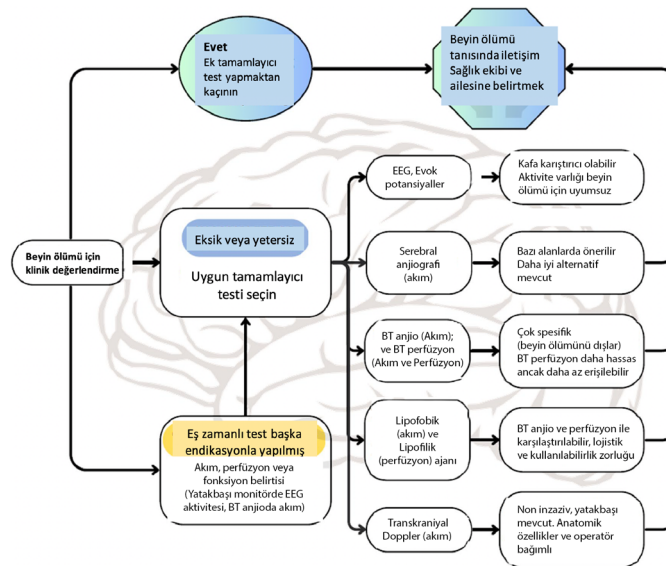 Evet
Ek tamamlayıcı
test yapmaktan
kaçının
Beyin ölümü
tanısında iletişim
Sağlık ekibi ve
ailesine belirtmek
Beyin ölümü için
klinik değerlendirme
Eksik veya yetersiz
Uygun tamamlayıcı
testi seçin
Eş zamanlı test başka
endikasyonla yapılmış
Akım, perfüzyon veya
fonksiyon belirtisi
(Yatakbaşı monitörde EEG
aktivitesi, BT anjioda akım)
EEG, Evok
potansiyaller
Kafa karıştırıcı olabilir
Aktivite varlığı beyin
ölümü için uyumsuz
Serebral
anjiografi
(akım)
Bazı alanlarda önerilir
Daha iyi alternatif
mevcut
BT anjio (Akım);
ve BT perfüzyon
(Akım ve Perfüzyon)
Çok spesifik
(beyin ölümünü dışlar)
BT perfüzyon daha hassas
ancak daha az erişilebilir
Lipofobik
(akım) ve
Lipofilik
(perfüzyon) ajanı
BT anjio ve perfüzyon ile
karşılaştırılabilir, lojistik
ve kullanılabilirlik zorluğu
Transkraniyal
Doppler (akım)
Non inzaziv, yatakbaşı
mevcut. Anatomik
özellikler ve operatör
bağımlı